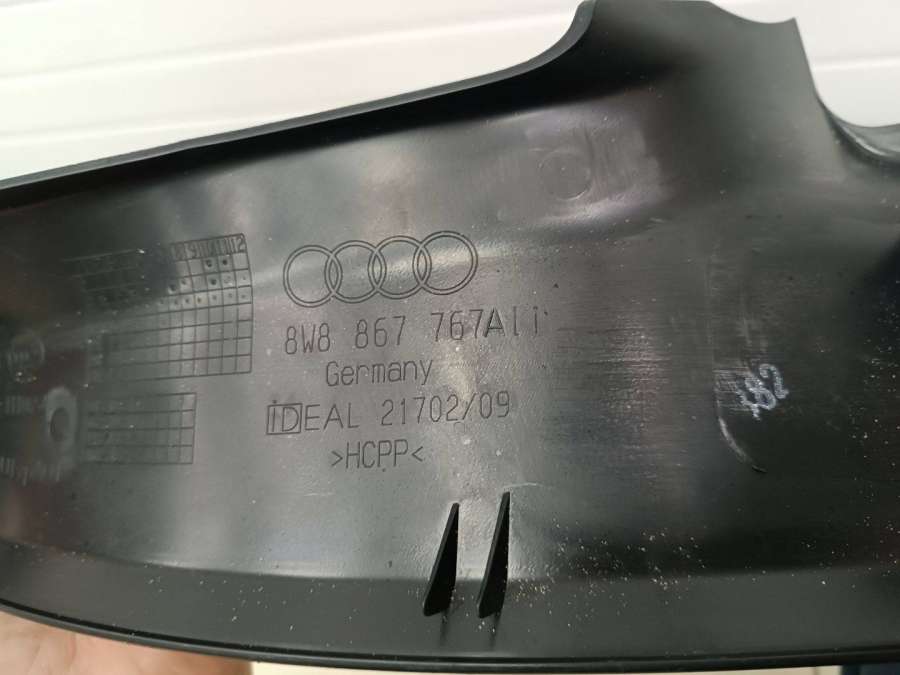 8W8 867 767A
Germany
IDEAL 21702/09
>HCPP<